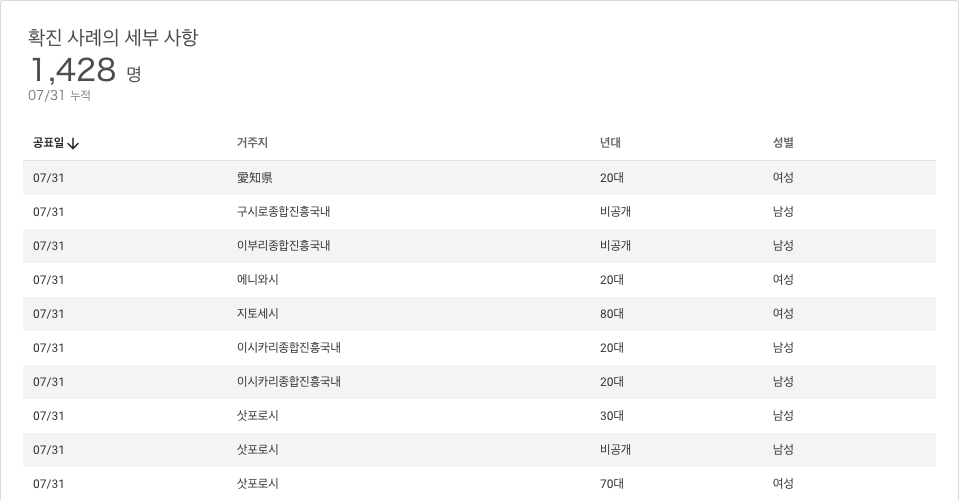 확진 사례의 세부 사항
1,428 명
07/31 누적
공표일↓ 거주지 년대 성별
07/31 愛知県 20대 여성
07/31 구시로종합진흥국내 비공개 남성
07/31 이부리종합진흥국내 비공개 남성
07/31 에니와시 20대 여성
07/31 지토세시 80대 여성
07/31 이시카리종합진흥국내 20대 남성
07/31 이시카리종합진흥국내 20대 남성
07/31 삿포로시 30대 남성
07/31 삿포로시 비공개 남성
07/31 삿포로시 70대 여성